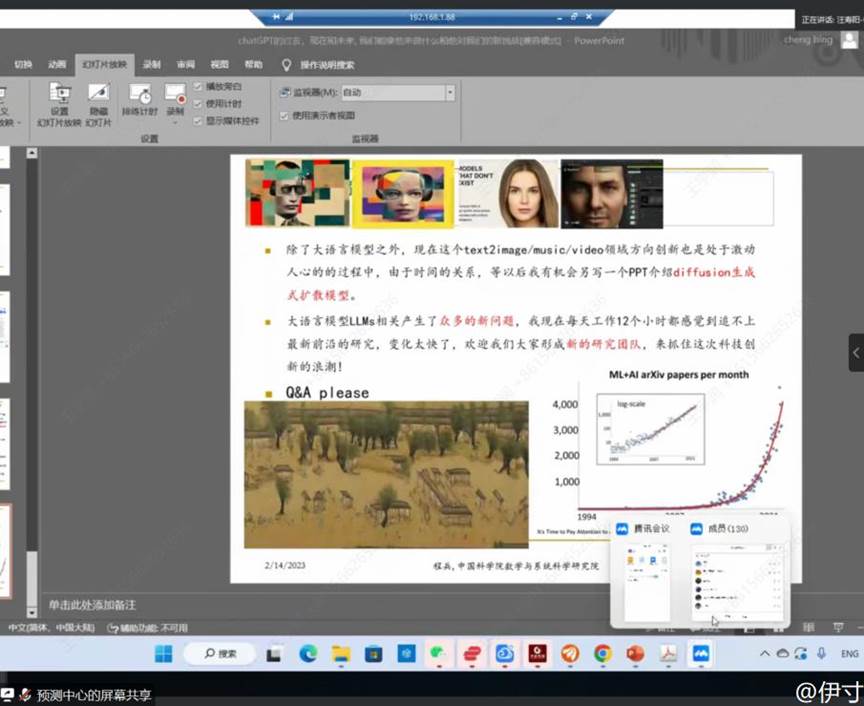 192.168.1.88
正在讲话: 汪寿阳
chatGPT的过去，现在和未来，我们能拿他来做什么和他对我们的新挑战[兼容模式] - PowerPoint
cheng bing
切换 动画 幻灯片放映 录制 审阅 视图 帮助 操作说明搜索
设置
幻灯片放映
隐藏
幻灯片
排练计时 录制
播放旁白
使用计时
显示媒体控件
设置
监视器(M): 自动
使用演示者视图
监视器
MODELS
THAT DON'T
EXIST
除了大语言模型之外，现在这个text2image/music/video领域方向创新也是处于激动
人心的的过程中，由于时间的关系，等以后我有机会另写一个PPT介绍diffusion生成
式扩散模型。
大语言模型LLMs相关产生了众多的新问题，我现在每天工作12个小时都感觉到追不上
最新前沿的研究，变化太快了，欢迎我们大家形成新的研究团队，来抓住这次科技创
新的浪潮！
Q&A please
ML+AI arXiv papers per month
log-scale
4,000
3,000
2,000
1,000
1994
It's Time to Pay Attention to
2/14/2023
程兵, 中国科学院数学与系统科学研究院
腾讯会议
成员(130)
单击此处添加备注
中文(简体，中国大陆) 辅助功能: 不可用
搜索
ENG
预测中心的屏幕共享
@伊寸